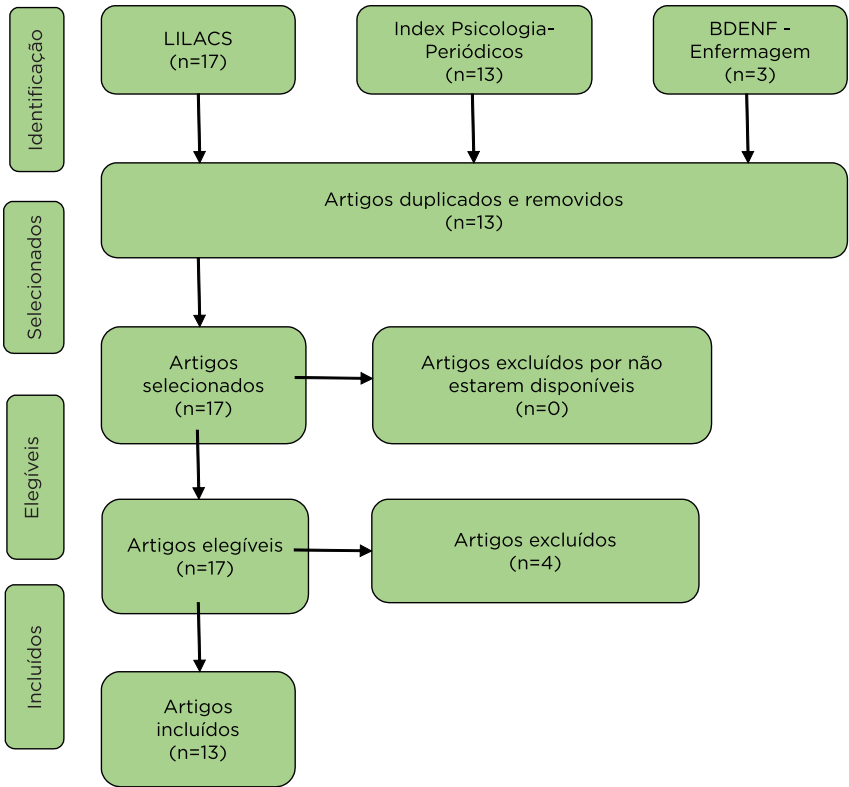 Identificação
LILACS
(n=17)
Index Psicologia-
Periódicos
(n=13)
BDENF -
Enfermagem
(n=3)
Artigos duplicados e removidos
(n=13)
Selecionados
Artigos
selecionados
(n=17)
Artigos excluídos por não
estarem disponíveis
(n=0)
Elegíveis
Artigos elegíveis
(n=17)
Artigos excluídos
(n=4)
Incluídos
Artigos
incluídos
(n=13)